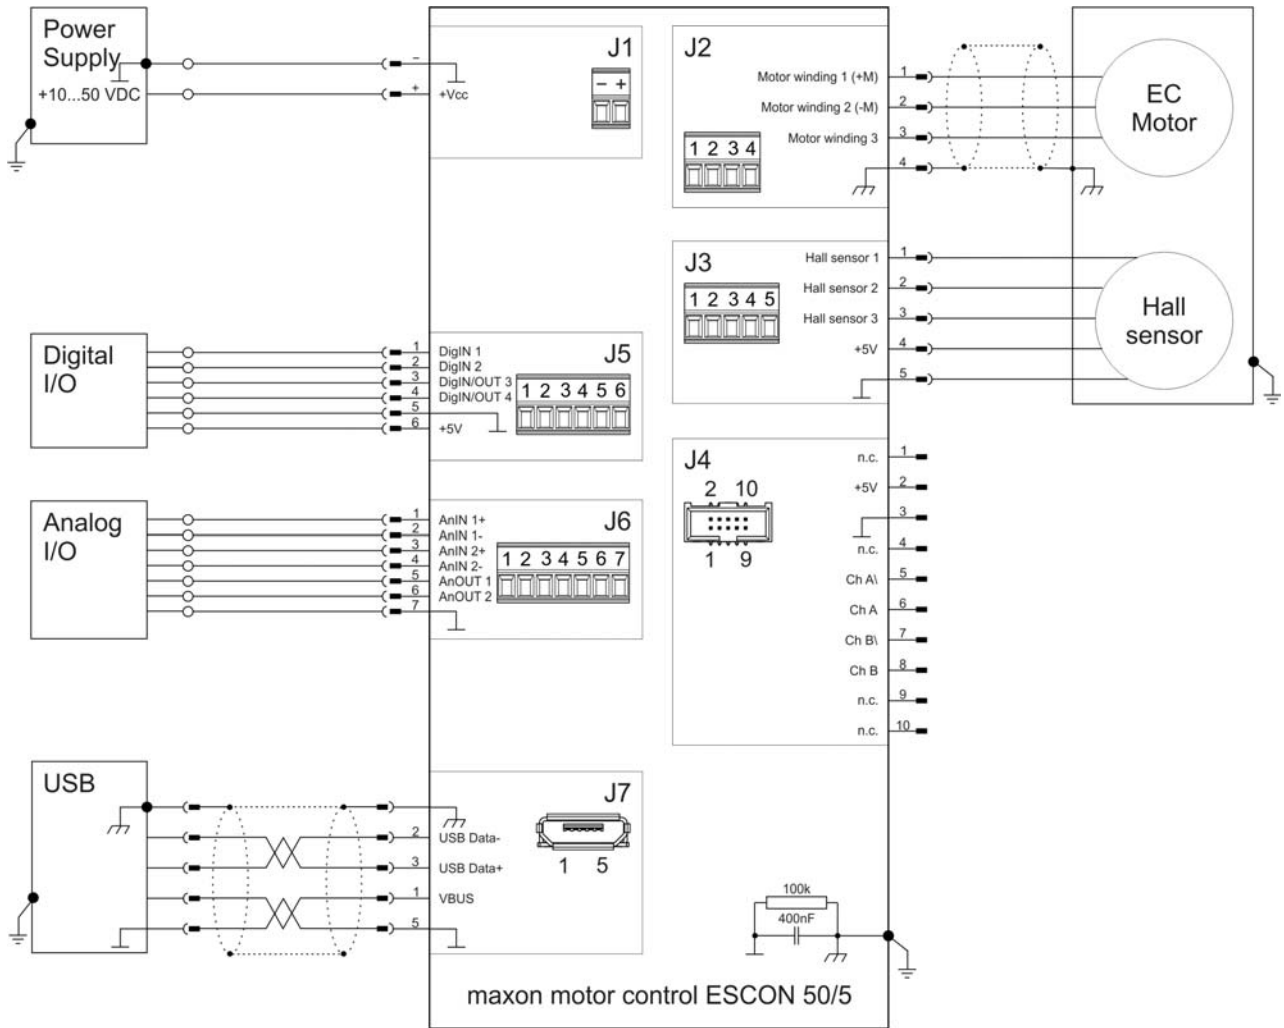 Power
Supply
+10...50 VDC
−
+
+Vcc
J1
− +
J2
Motor winding 1 (+M)
Motor winding 2 (-M)
Motor winding 3
1 2 3 4
1
2
3
4
EC
Motor
J3
1 2 3 4 5
Hall sensor 1
Hall sensor 2
Hall sensor 3
+5V
1
2
3
4
5
Hall
sensor
Digital
I/O
1
2
3
4
5
6
DigIN 1
DigIN 2
DigIN/OUT 3
DigIN/OUT 4
+5V
J5
1 2 3 4 5 6
Analog
I/O
1
2
3
4
5
6
7
AnIN 1+
AnIN 1-
AnIN 2+
AnIN 2-
AnOUT 1
AnOUT 2
J6
1 2 3 4 5 6 7
J4
2 10
1 9
n.c.
+5V
n.c.
Ch A\
Ch A
Ch B\
Ch B
n.c.
n.c.
1
2
3
4
5
6
7
8
9
10
USB
2
3
1
5
USB Data-
USB Data+
VBUS
J7
1 5
100k
400nF
maxon motor control ESCON 50/5